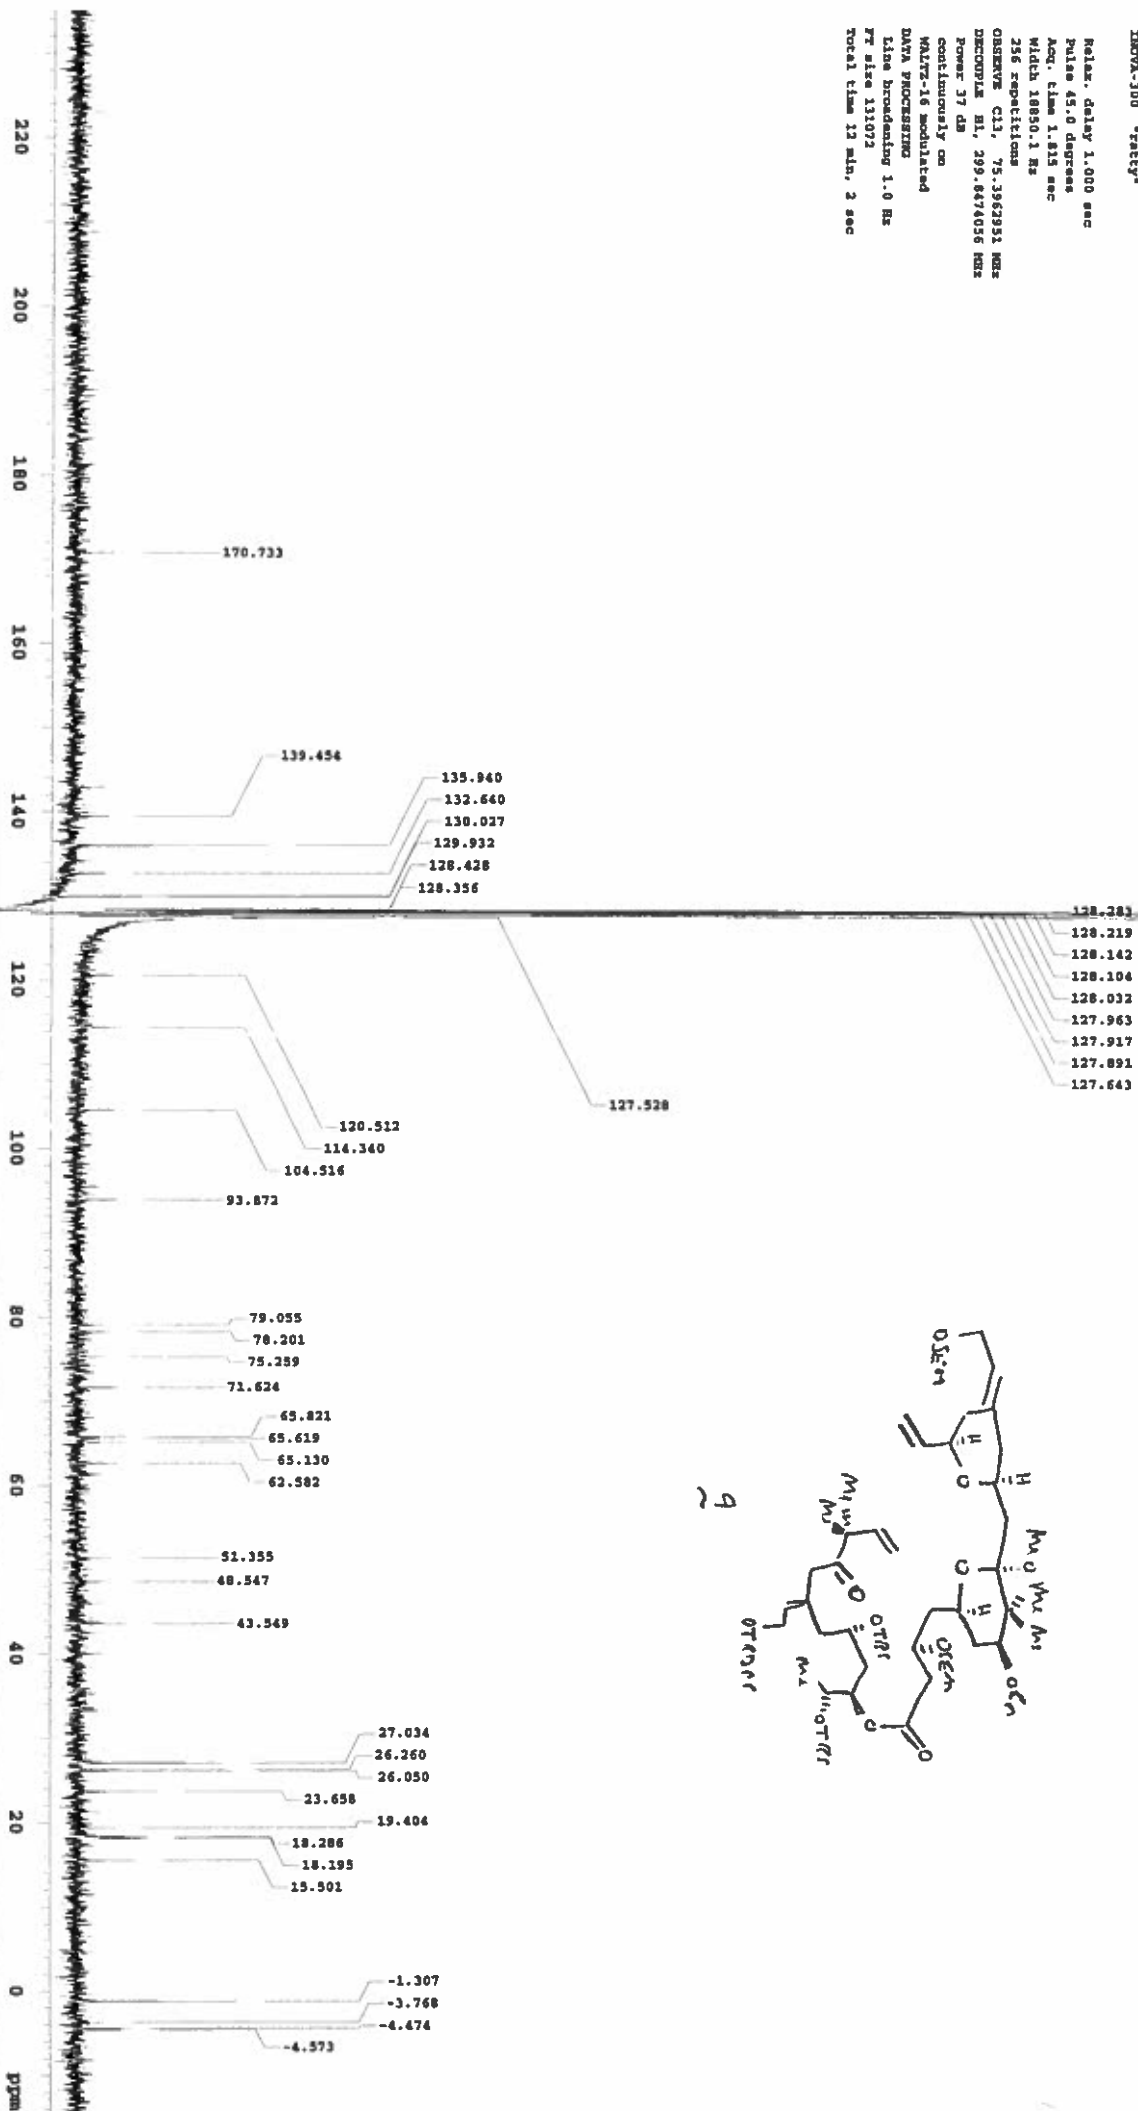 INOVA-300 "ratty"
Relax. delay 1.000 sec
Pulse 45.0 degrees
Acq. time 1.815 sec
Width 18850.1 Hz
256 repetitions
OBSERVE C13, 75.3962951 MHz
DECOUPLE H1, 299.8474056 MHz
Power 37 dB
continuously on
WALTZ-16 modulated
DATA PROCESSING
Line broadening 1.0 Hz
FT size 131072
Total time 12 min, 2 sec
170.733
139.454
135.940
132.640
130.027
129.932
128.428
128.356
128.283
128.219
128.142
128.104
128.032
127.963
127.917
127.891
127.643
127.528
120.512
114.340
104.516
93.872
79.055
78.201
75.259
71.624
65.821
65.619
65.130
62.582
51.355
48.547
43.549
27.034
26.260
26.050
23.658
19.404
18.286
18.195
15.501
-1.307
-3.768
-4.474
-4.573
OSEM
H
O
H
MeO
Me
Me
O
H
OSEM
O
O
O
Me
9
220
200
180
160
140
120
100
80
60
40
20
0
ppm